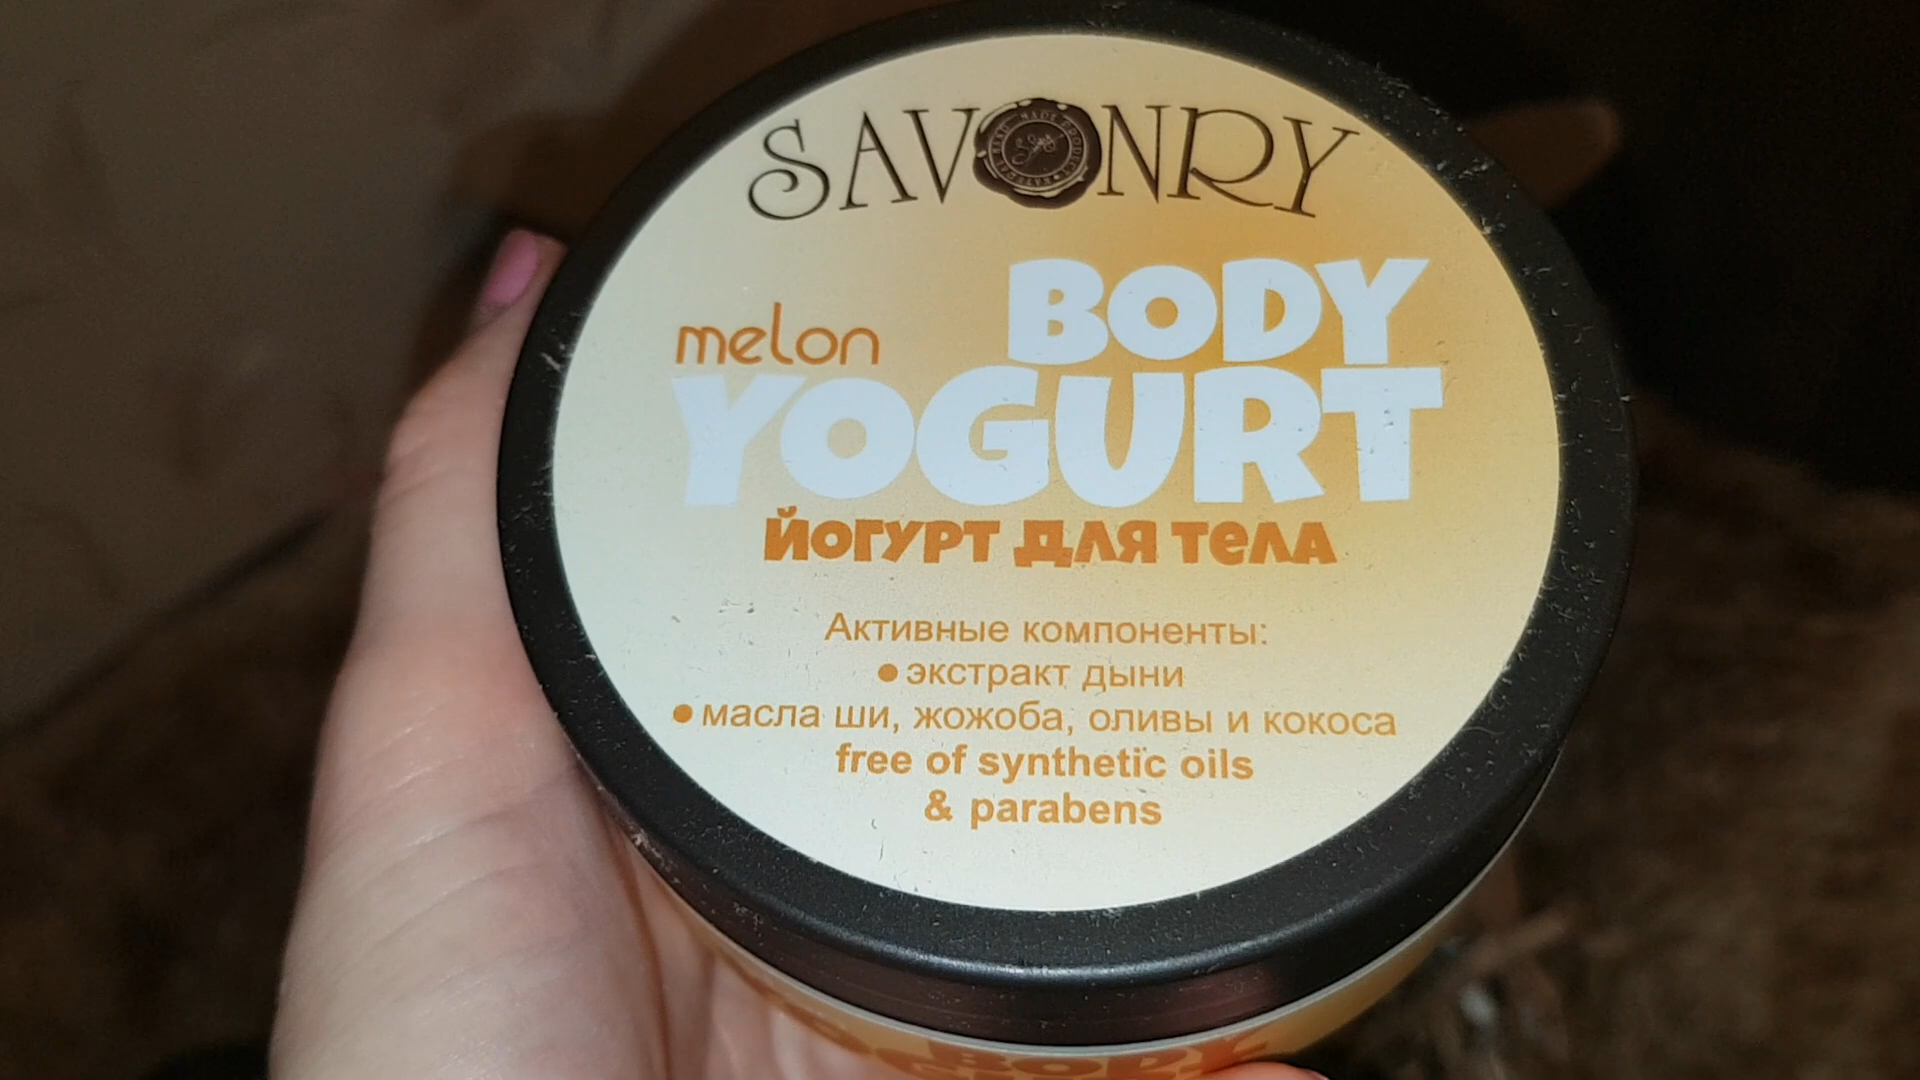 SAVONRY
BODY
melon
YOGURT
йогурт для тела
Активные компоненты:
• экстракт дыни
• масла ши, жожоба, оливы и кокоса
free of synthetic oils
& parabens
BODY